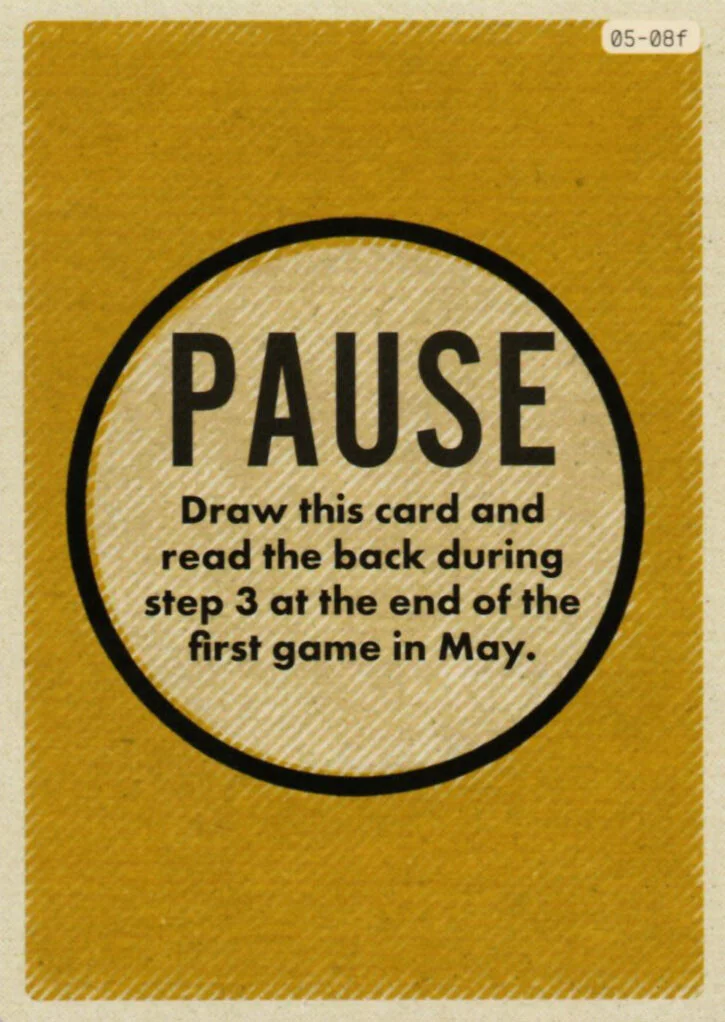 05-08f
PAUSE
Draw this card and
read the back during
step 3 at the end of the
first game in May.